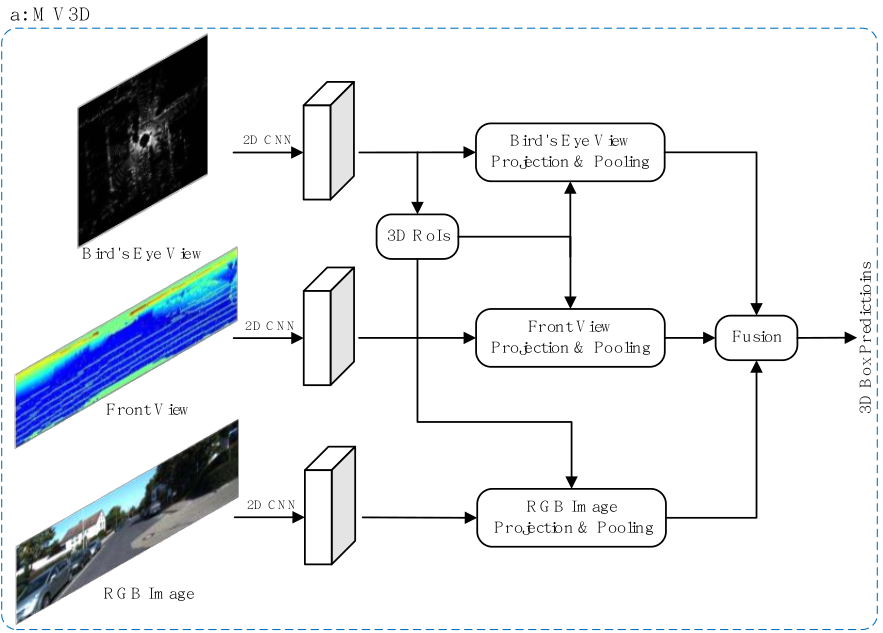 a: MV3D
2D CNN
Bird's Eye View
Projection & Pooling
3D RoIs
Bird's Eye View
2D CNN
Front View
Projection & Pooling
Fusion
3D Box Predictioins
Front View
2D CNN
RGB Image
Projection & Pooling
RGB Image